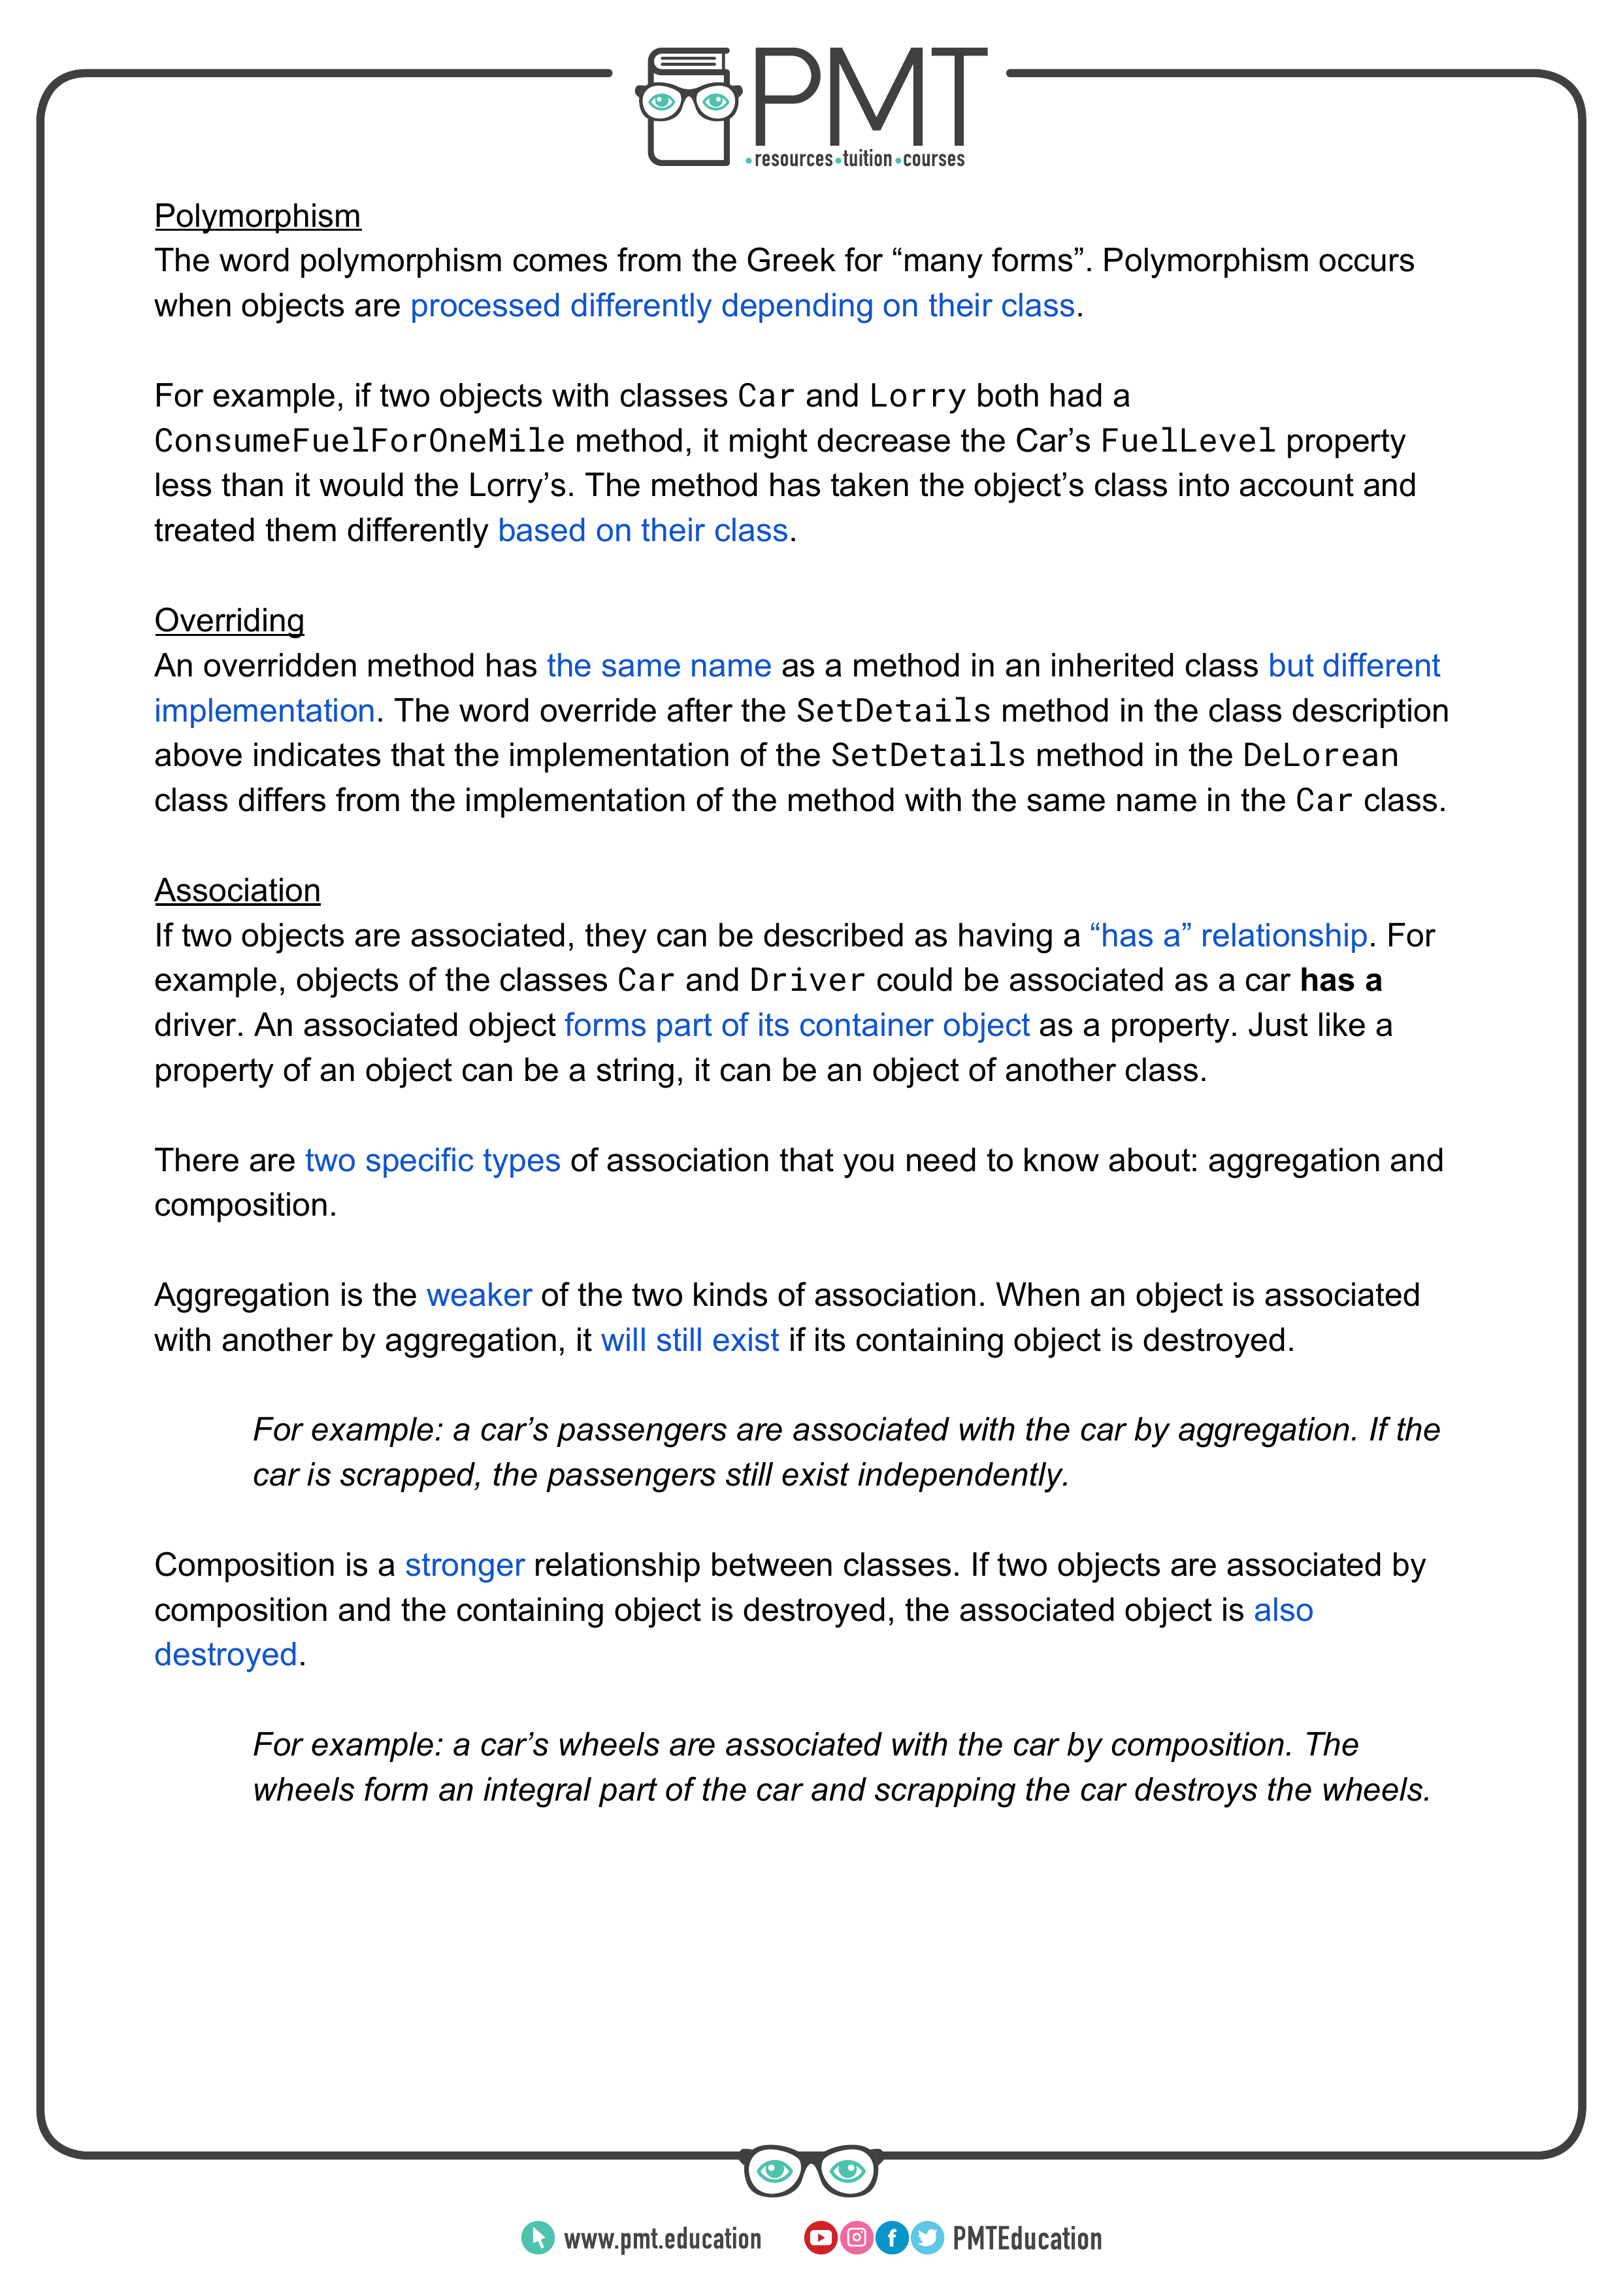 PMT
•resources•tuition•courses
Polymorphism
The word polymorphism comes from the Greek for “many forms”. Polymorphism occurs
when objects are processed differently depending on their class.
For example, if two objects with classes Car and Lorry both had a
ConsumeFuelForOneMile method, it might decrease the Car’s FuelLevel property
less than it would the Lorry’s. The method has taken the object’s class into account and
treated them differently based on their class.
Overriding
An overridden method has the same name as a method in an inherited class but different
implementation. The word override after the SetDetails method in the class description
above indicates that the implementation of the SetDetails method in the DeLorean
class differs from the implementation of the method with the same name in the Car class.
Association
If two objects are associated, they can be described as having a “has a” relationship. For
example, objects of the classes Car and Driver could be associated as a car has a
driver. An associated object forms part of its container object as a property. Just like a
property of an object can be a string, it can be an object of another class.
There are two specific types of association that you need to know about: aggregation and
composition.
Aggregation is the weaker of the two kinds of association. When an object is associated
with another by aggregation, it will still exist if its containing object is destroyed.
For example: a car’s passengers are associated with the car by aggregation. If the
car is scrapped, the passengers still exist independently.
Composition is a stronger relationship between classes. If two objects are associated by
composition and the containing object is destroyed, the associated object is also
destroyed.
For example: a car’s wheels are associated with the car by composition. The
wheels form an integral part of the car and scrapping the car destroys the wheels.
www.pmt.education PMTEducation